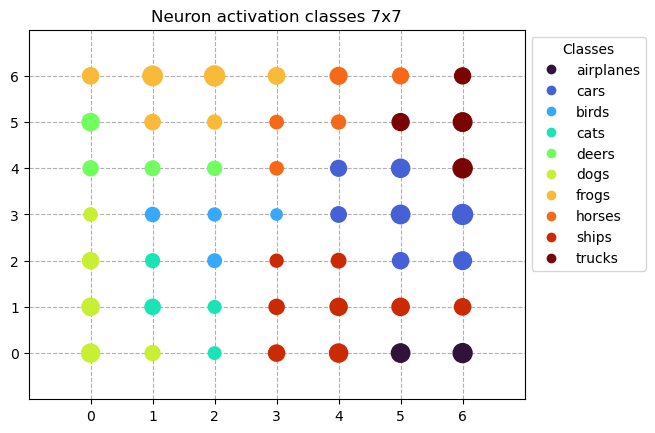 Neuron activation classes 7x7
6
5
4
3
2
1
0
0 1 2 3 4 5 6
Classes
airplanes
cars
birds
cats
deers
dogs
frogs
horses
ships
trucks